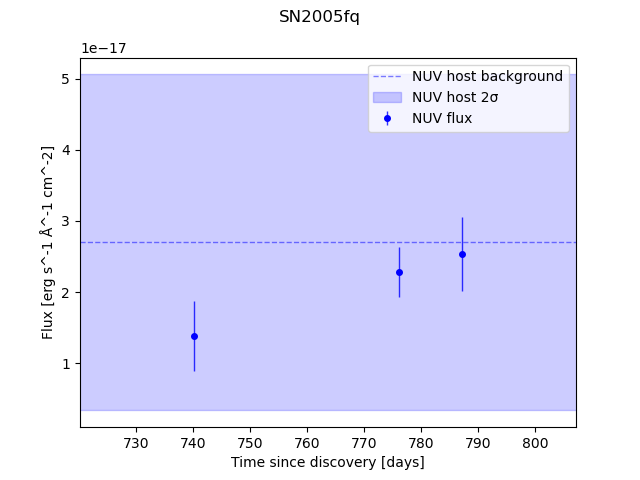 SN2005fq
1e−17
NUV host background
NUV host 2σ
NUV flux
5
4
3
2
1
Flux [erg s^-1 Å^-1 cm^-2]
730 740 750 760 770 780 790 800
Time since discovery [days]